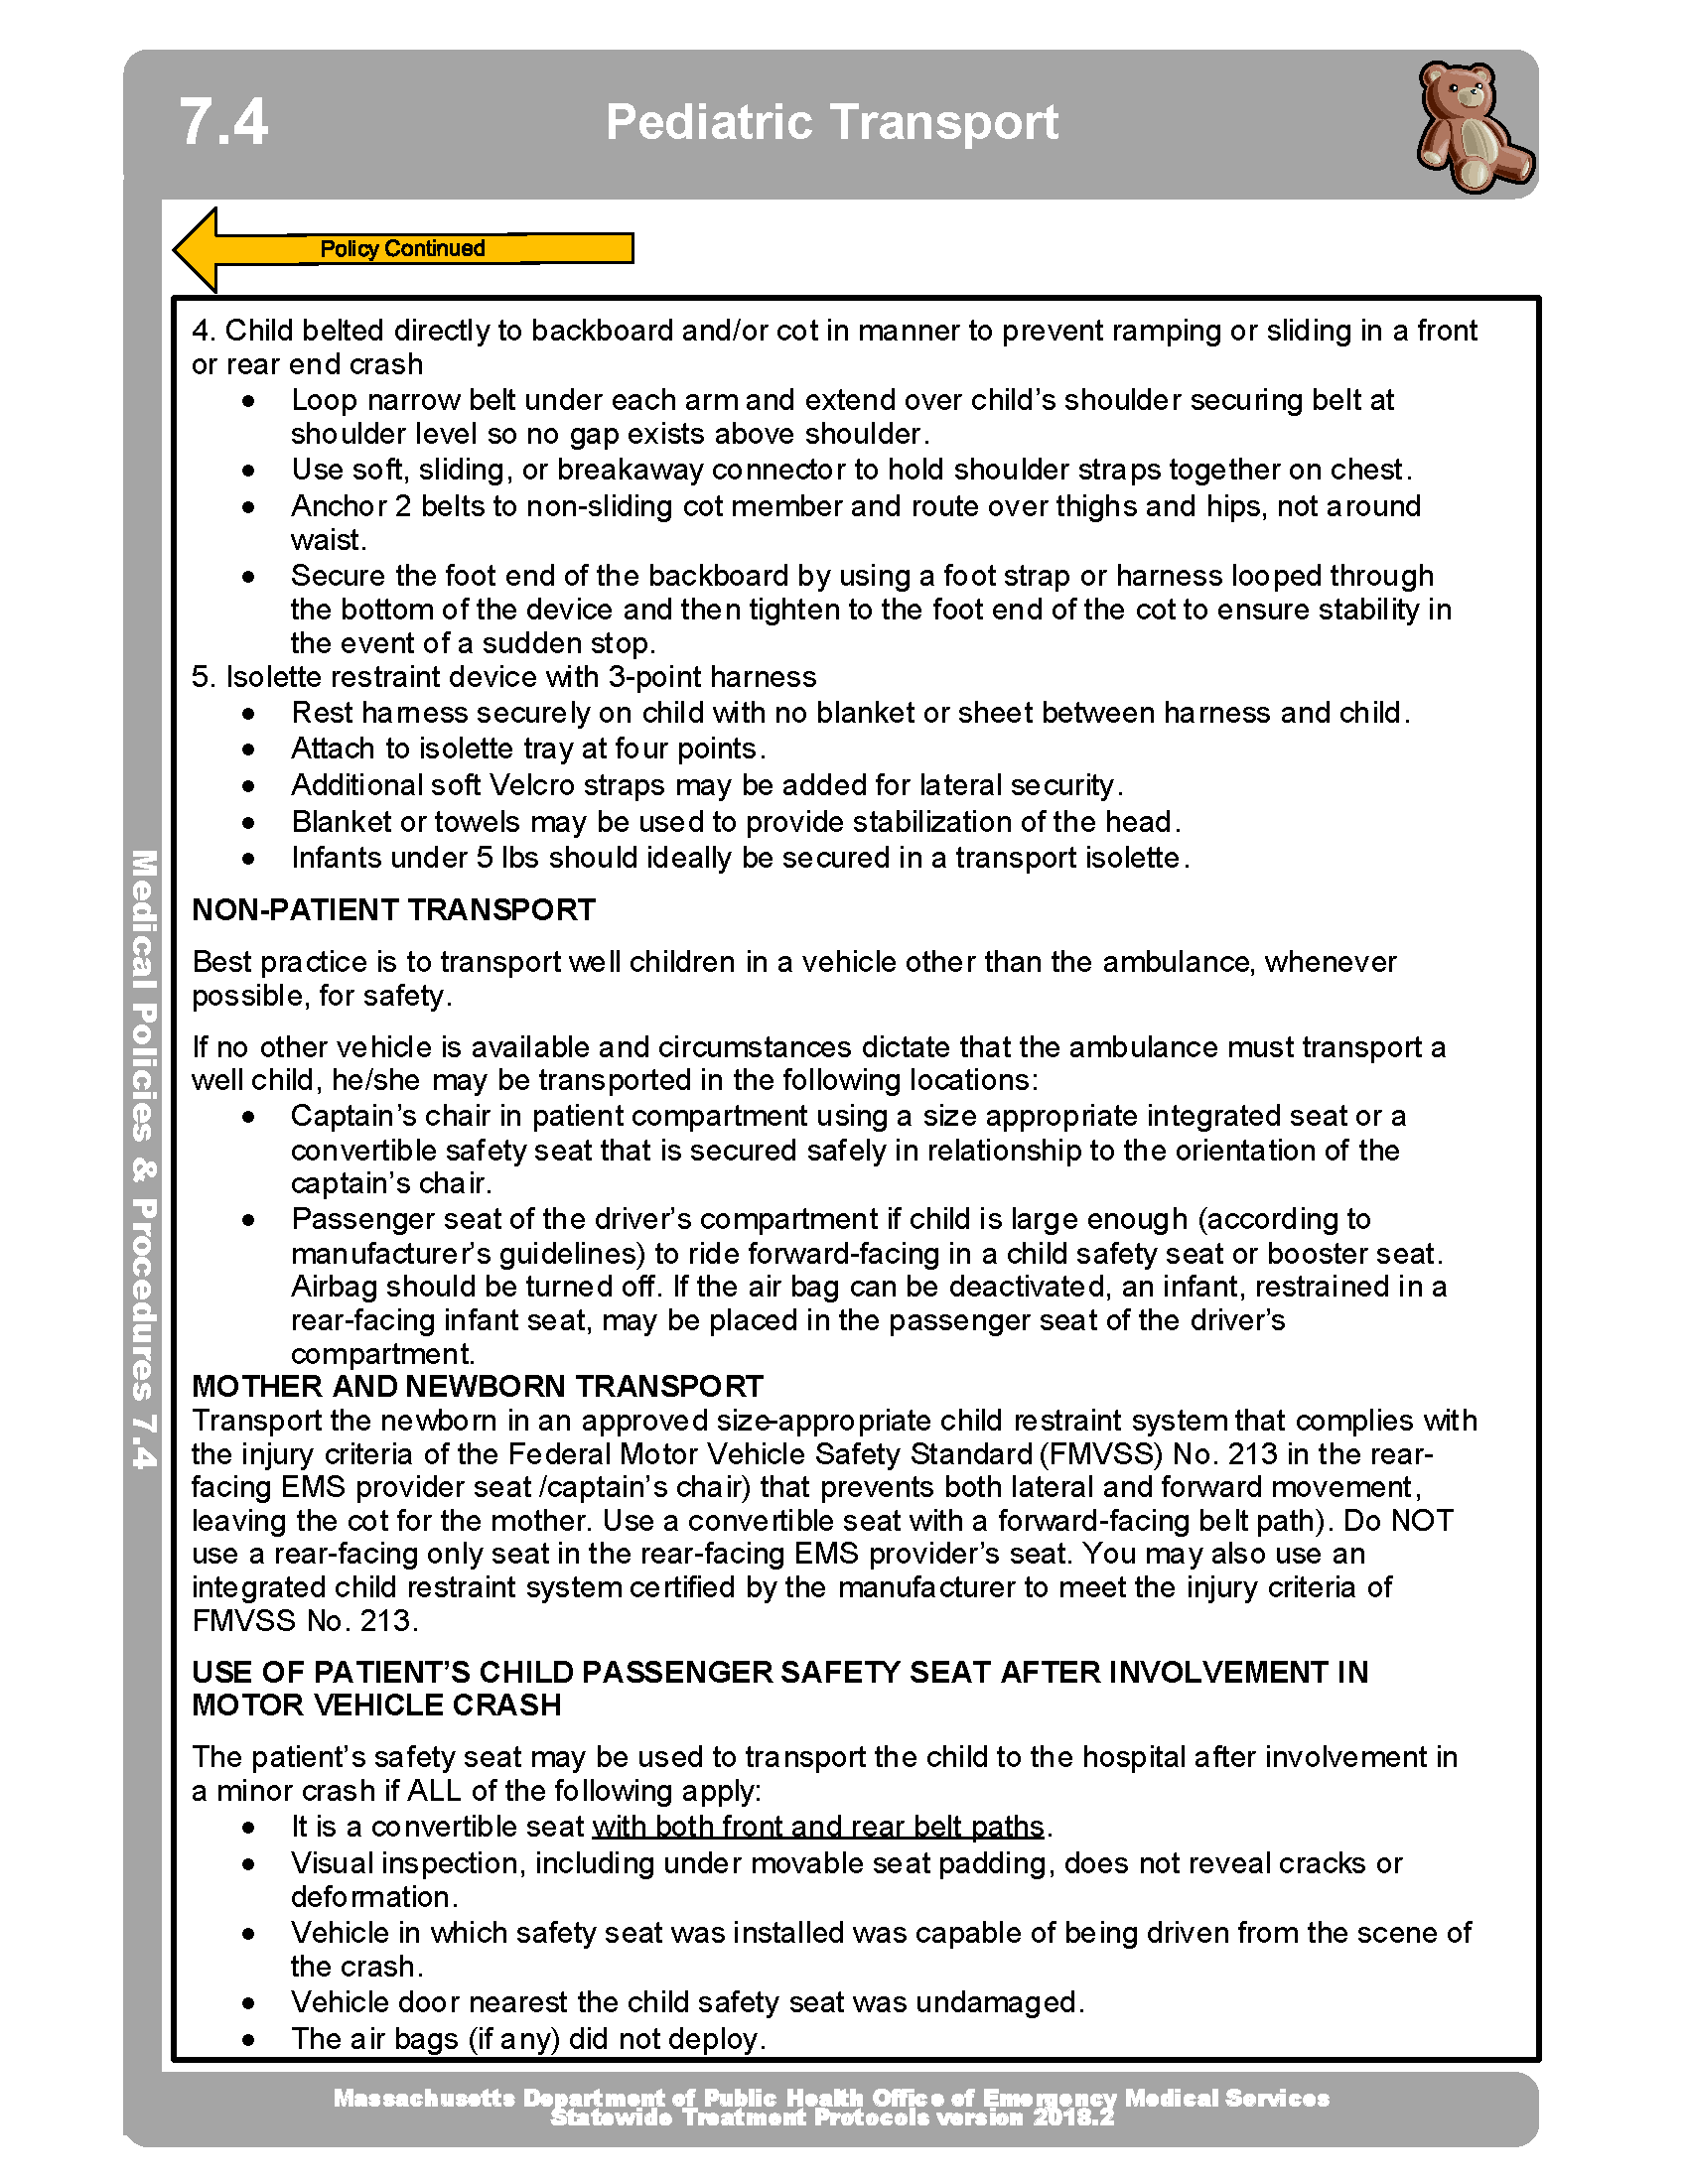 7.4
Pediatric Transport
Policy Continued
4. Child belted directly to backboard and/or cot in manner to prevent ramping or sliding in a front
or rear end crash
• Loop narrow belt under each arm and extend over child's shoulder securing belt at
shoulder level so no gap exists above shoulder.
• Use soft, sliding, or breakaway connector to hold shoulder straps together on chest.
• Anchor 2 belts to non-sliding cot member and route over thighs and hips, not around
waist.
• Secure the foot end of the backboard by using a foot strap or harness looped through
the bottom of the device and then tighten to the foot end of the cot to ensure stability in
the event of a sudden stop.
5. Isolette restraint device with 3-point harness
• Rest harness securely on child with no blanket or sheet between harness and child.
• Attach to isolette tray at four points.
• Additional soft Velcro straps may be added for lateral security.
• Blanket or towels may be used to provide stabilization of the head.
• Infants under 5 lbs should ideally be secured in a transport isolette.
NON-PATIENT TRANSPORT
Best practice is to transport well children in a vehicle other than the ambulance, whenever
possible, for safety.
If no other vehicle is available and circumstances dictate that the ambulance must transport a
well child, he/she may be transported in the following locations:
• Captain's chair in patient compartment using a size appropriate integrated seat or a
convertible safety seat that is secured safely in relationship to the orientation of the
captain's chair.
• Passenger seat of the driver's compartment if child is large enough (according to
manufacturer's guidelines) to ride forward-facing in a child safety seat or booster seat.
Airbag should be turned off. If the air bag can be deactivated, an infant, restrained in a
rear-facing infant seat, may be placed in the passenger seat of the driver's
compartment.
MOTHER AND NEWBORN TRANSPORT
Transport the newborn in an approved size-appropriate child restraint system that complies with
the injury criteria of the Federal Motor Vehicle Safety Standard (FMVSS) No. 213 in the rear-
facing EMS provider seat /captain's chair) that prevents both lateral and forward movement,
leaving the cot for the mother. Use a convertible seat with a forward-facing belt path). Do NOT
use a rear-facing only seat in the rear-facing EMS provider's seat. You may also use an
integrated child restraint system certified by the manufacturer to meet the injury criteria of
FMVSS No. 213.
USE OF PATIENT'S CHILD PASSENGER SAFETY SEAT AFTER INVOLVEMENT IN
MOTOR VEHICLE CRASH
The patient's safety seat may be used to transport the child to the hospital after involvement in
a minor crash if ALL of the following apply:
• It is a convertible seat with both front and rear belt paths.
• Visual inspection, including under movable seat padding, does not reveal cracks or
deformation.
• Vehicle in which safety seat was installed was capable of being driven from the scene of
the crash.
• Vehicle door nearest the child safety seat was undamaged.
• The air bags (if any) did not deploy.
Medical Policies & Procedures 7.4
Massachusetts Department of Public Health Office of Emergency Medical Services
Statewide Treatment Protocols version 2018.2